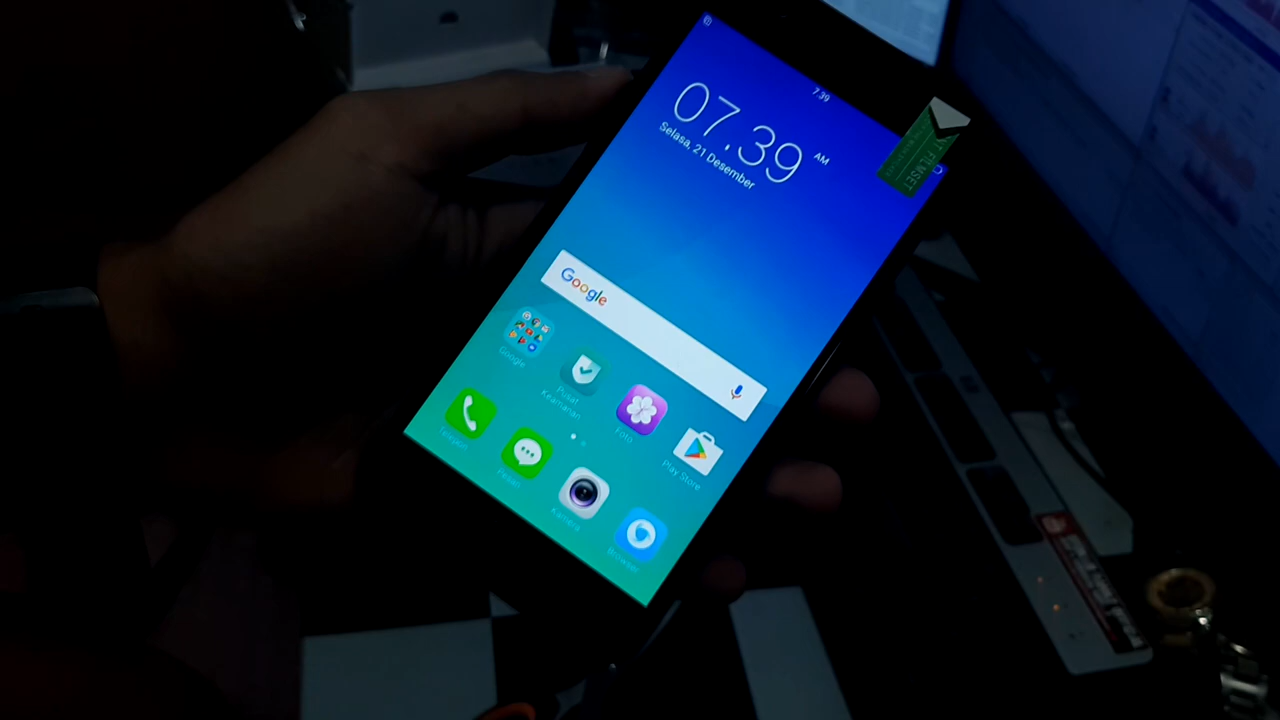 7.39
07.39 AM
Selasa, 21 Desember
FILMSET
Google
Google
Pusat
Keamanan
Foto
Play Store
Telepon
Pesan
Kamera
Browser